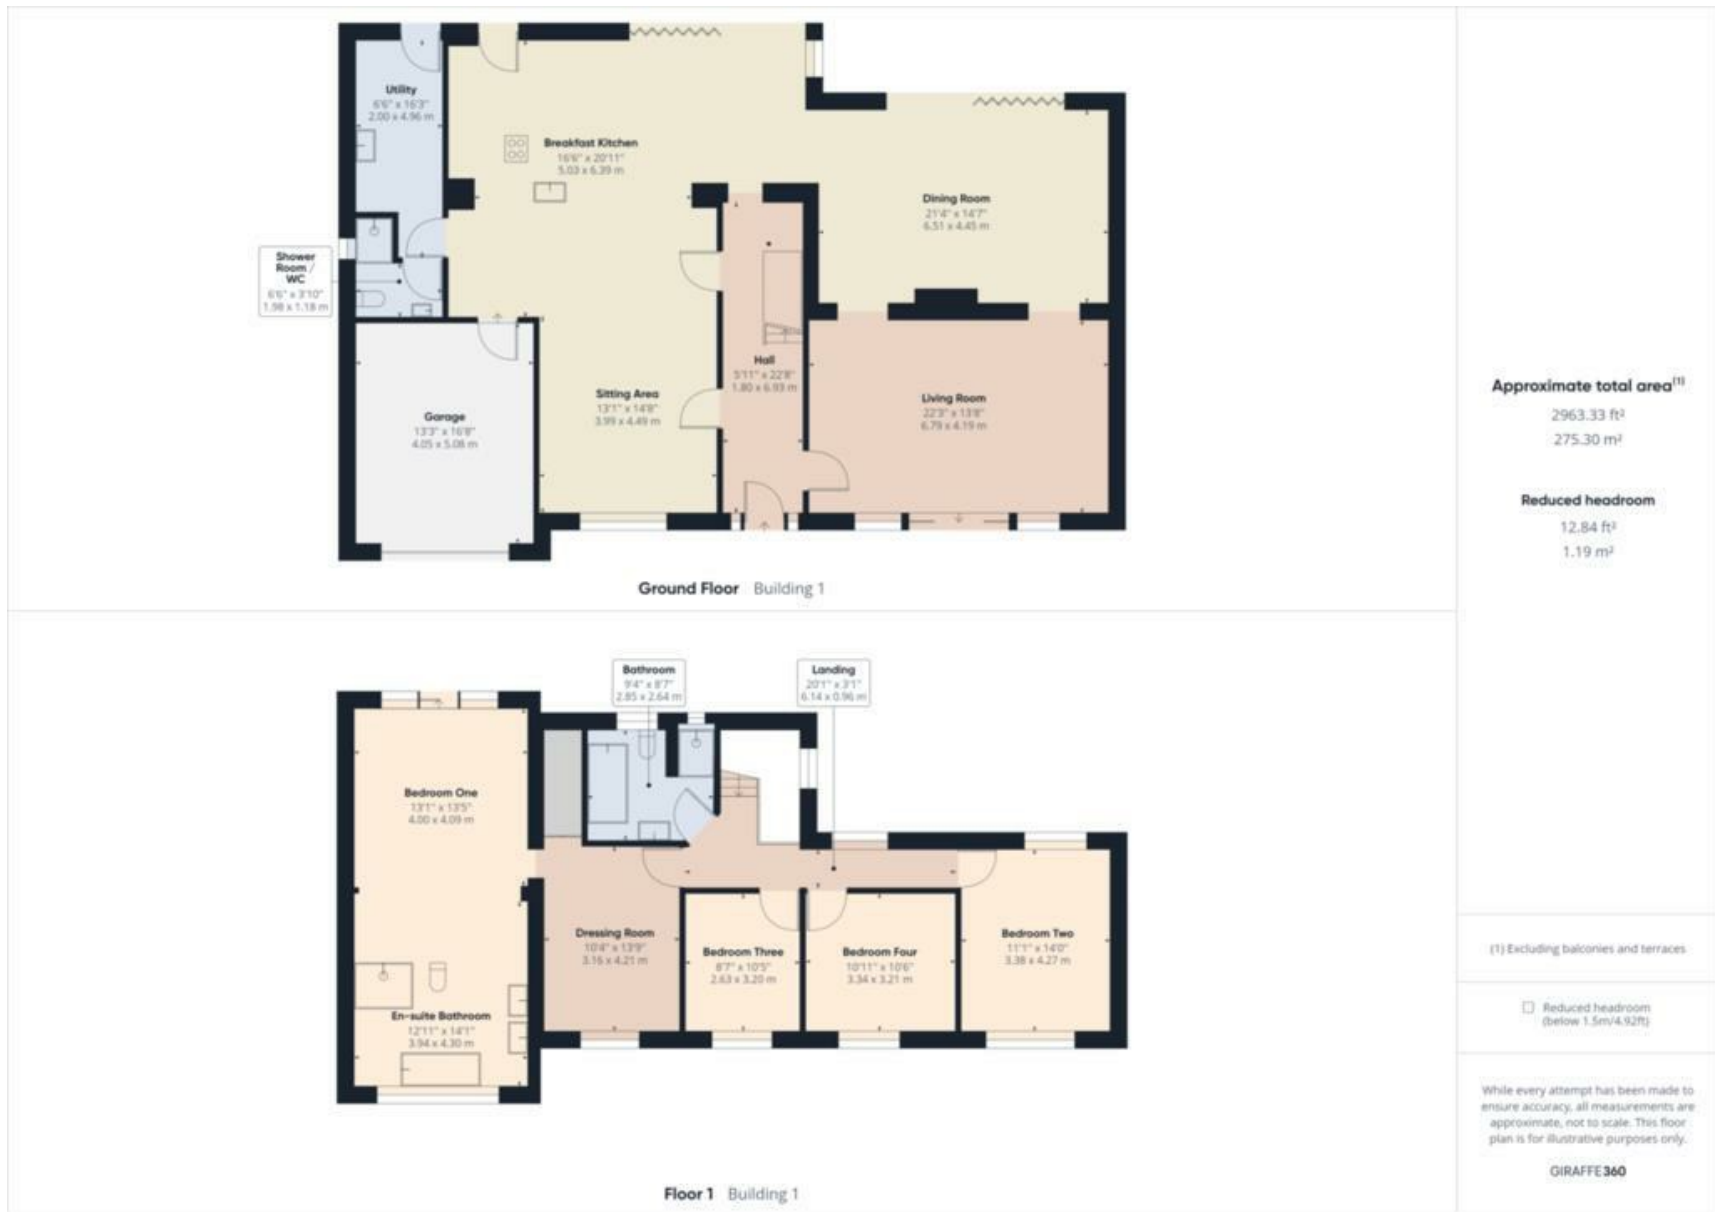 Utility
6'6" x 16'3"
2.00 x 4.96 m
Breakfast Kitchen
16'6" x 20'11"
5.03 x 6.39 m
Dining Room
21'4" x 14'7"
6.51 x 4.45 m
Shower
Room /
WC
6'6" x 3'10"
1.98 x 1.18 m
Hall
5'11" x 22'8"
1.80 x 6.93 m
Sitting Area
13'1" x 14'8"
3.99 x 4.49 m
Living Room
22'3" x 13'8"
6.79 x 4.19 m
Garage
13'3" x 16'8"
4.05 x 5.08 m
Ground Floor Building 1
Approximate total area(1)
2963.33 ft²
275.30 m²
Reduced headroom
12.84 ft²
1.19 m²
Bathroom
9'4" x 8'7"
2.85 x 2.64 m
Landing
20'1" x 3'1"
6.14 x 0.96 m
Bedroom One
13'1" x 13'5"
4.00 x 4.09 m
Dressing Room
10'4" x 13'9"
3.16 x 4.21 m
Bedroom Three
8'7" x 10'5"
2.63 x 3.20 m
Bedroom Four
10'11" x 10'6"
3.34 x 3.21 m
Bedroom Two
11'1" x 14'0"
3.38 x 4.27 m
En-suite Bathroom
12'11" x 14'1"
3.94 x 4.30 m
Floor 1 Building 1
(1) Excluding balconies and terraces
Reduced headroom
(below 1.5m/4.92ft)
While every attempt has been made to
ensure accuracy, all measurements are
approximate, not to scale. This floor
plan is for illustrative purposes only.
GIRAFFE360